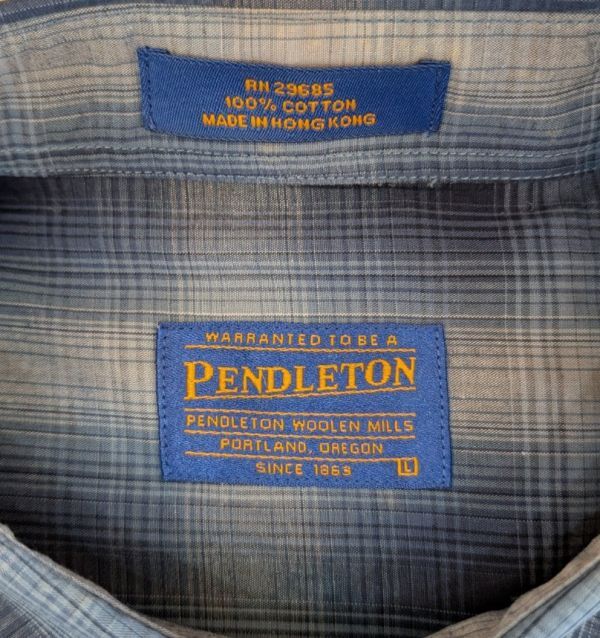 RN 29685
100% COTTON
MADE IN HONG KONG
WARRANTED TO BE A
PENDLETON
PENDLETON WOOLEN MILLS
PORTLAND, OREGON
SINCE 1863
L